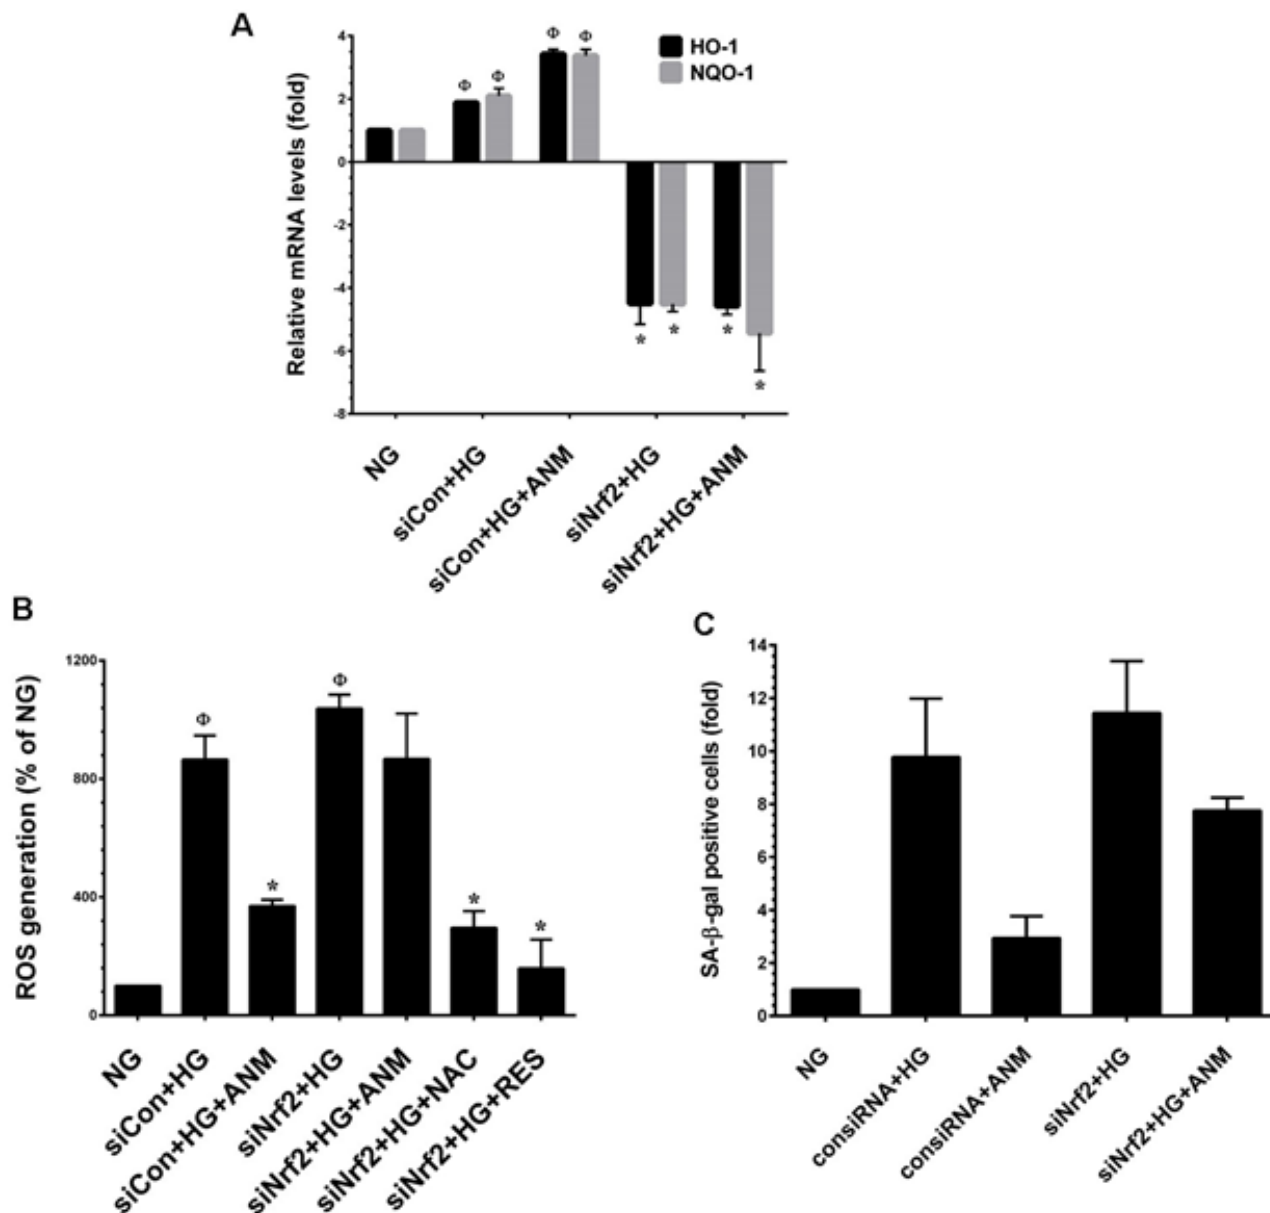 A
Relative mRNA levels (fold)
4
2
0
-2
-4
-6
-8
Φ
Φ
Φ
Φ
*
*
*
*
HO-1
NQO-1
NG
siCon+HG
siCon+HG+ANM
siNrf2+HG
siNrf2+HG+ANM
B
ROS generation (% of NG)
1200
800
400
0
Φ
*
Φ
*
*
NG
siCon+HG
siCon+HG+ANM
siNrf2+HG
siNrf2+HG+ANM
siNrf2+HG+NAC
siNrf2+HG+RES
C
SA-β-gal positive cells (fold)
14
12
10
8
6
4
2
0
NG
consiRNA+HG
consiRNA+ANM
siNrf2+HG
siNrf2+HG+ANM